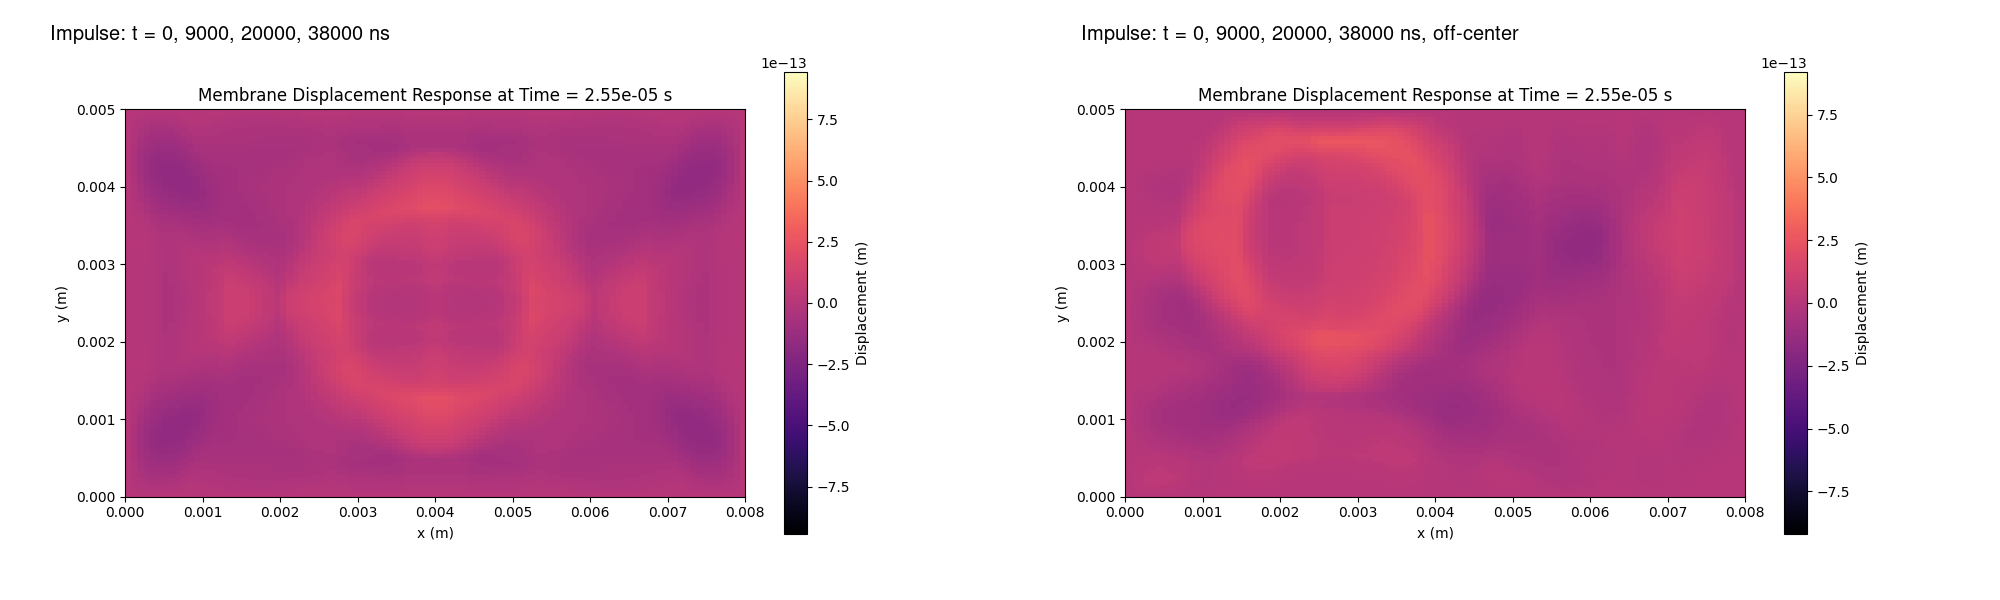 Impulse: t = 0, 9000, 20000, 38000 ns
1e−13
Membrane Displacement Response at Time = 2.55e-05 s
0.005
0.004
0.003
0.002
0.001
0.000
y (m)
0.000 0.001 0.002 0.003 0.004 0.005 0.006 0.007 0.008
x (m)
7.5
5.0
2.5
0.0
−2.5
−5.0
−7.5
Displacement (m)
Impulse: t = 0, 9000, 20000, 38000 ns, off-center
1e−13
Membrane Displacement Response at Time = 2.55e-05 s
0.005
0.004
0.003
0.002
0.001
0.000
y (m)
0.000 0.001 0.002 0.003 0.004 0.005 0.006 0.007 0.008
x (m)
7.5
5.0
2.5
0.0
−2.5
−5.0
−7.5
Displacement (m)